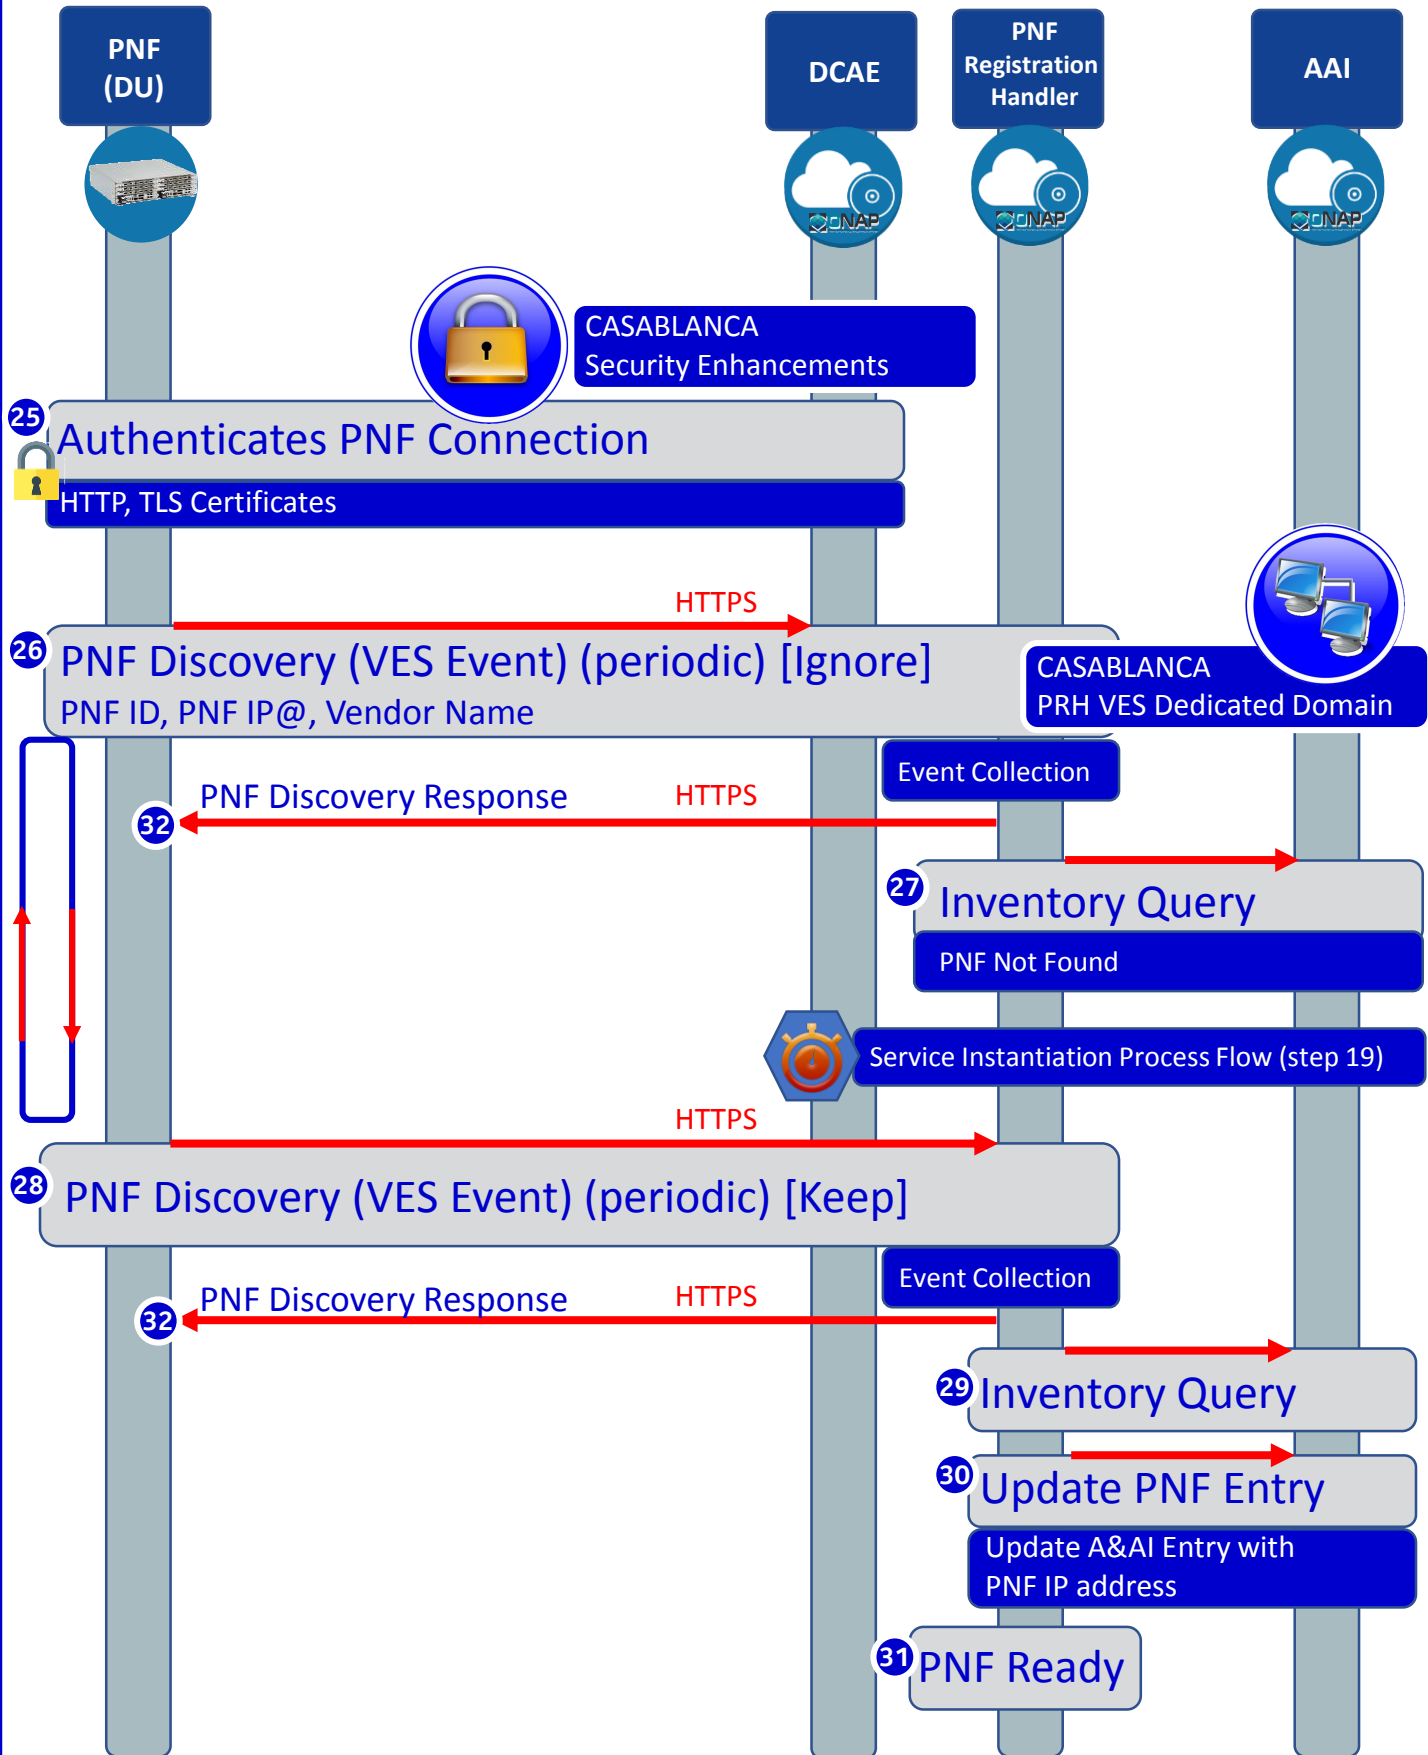 PNF
(DU)
DCAE
PNF
Registration
Handler
AAI
ONAP
ONAP
ONAP
CASABLANCA
Security Enhancements
25
Authenticates PNF Connection
HTTP, TLS Certificates
HTTPS
26
PNF Discovery (VES Event) (periodic) [Ignore]
PNF ID, PNF IP@, Vendor Name
CASABLANCA
PRH VES Dedicated Domain
Event Collection
PNF Discovery Response
HTTPS
32
27
Inventory Query
PNF Not Found
Service Instantiation Process Flow (step 19)
HTTPS
28
PNF Discovery (VES Event) (periodic) [Keep]
Event Collection
PNF Discovery Response
HTTPS
32
29
Inventory Query
30
Update PNF Entry
Update A&AI Entry with
PNF IP address
31
PNF Ready